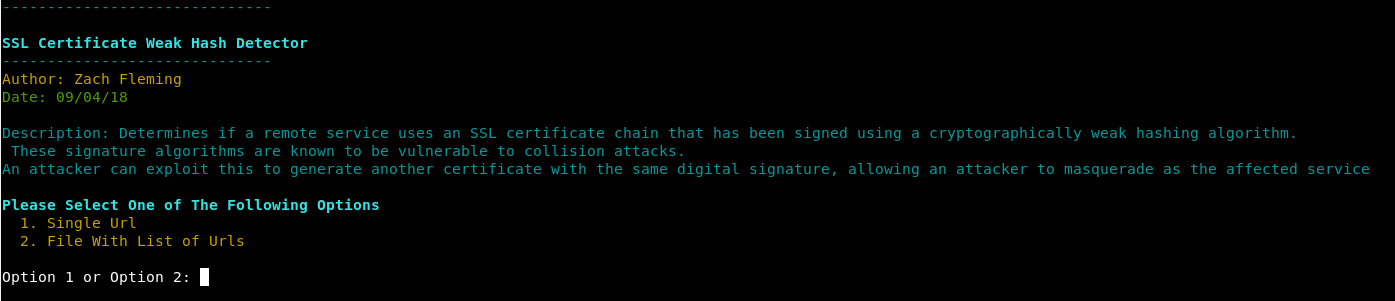 ------------------------------
SSL Certificate Weak Hash Detector
------------------------------
Author: Zach Fleming
Date: 09/04/18
Description: Determines if a remote service uses an SSL certificate chain that has been signed using a cryptographically weak hashing algorithm.
These signature algorithms are known to be vulnerable to collision attacks.
An attacker can exploit this to generate another certificate with the same digital signature, allowing an attacker to masquerade as the affected service
Please Select One of The Following Options
1. Single Url
2. File With List of Urls
Option 1 or Option 2: